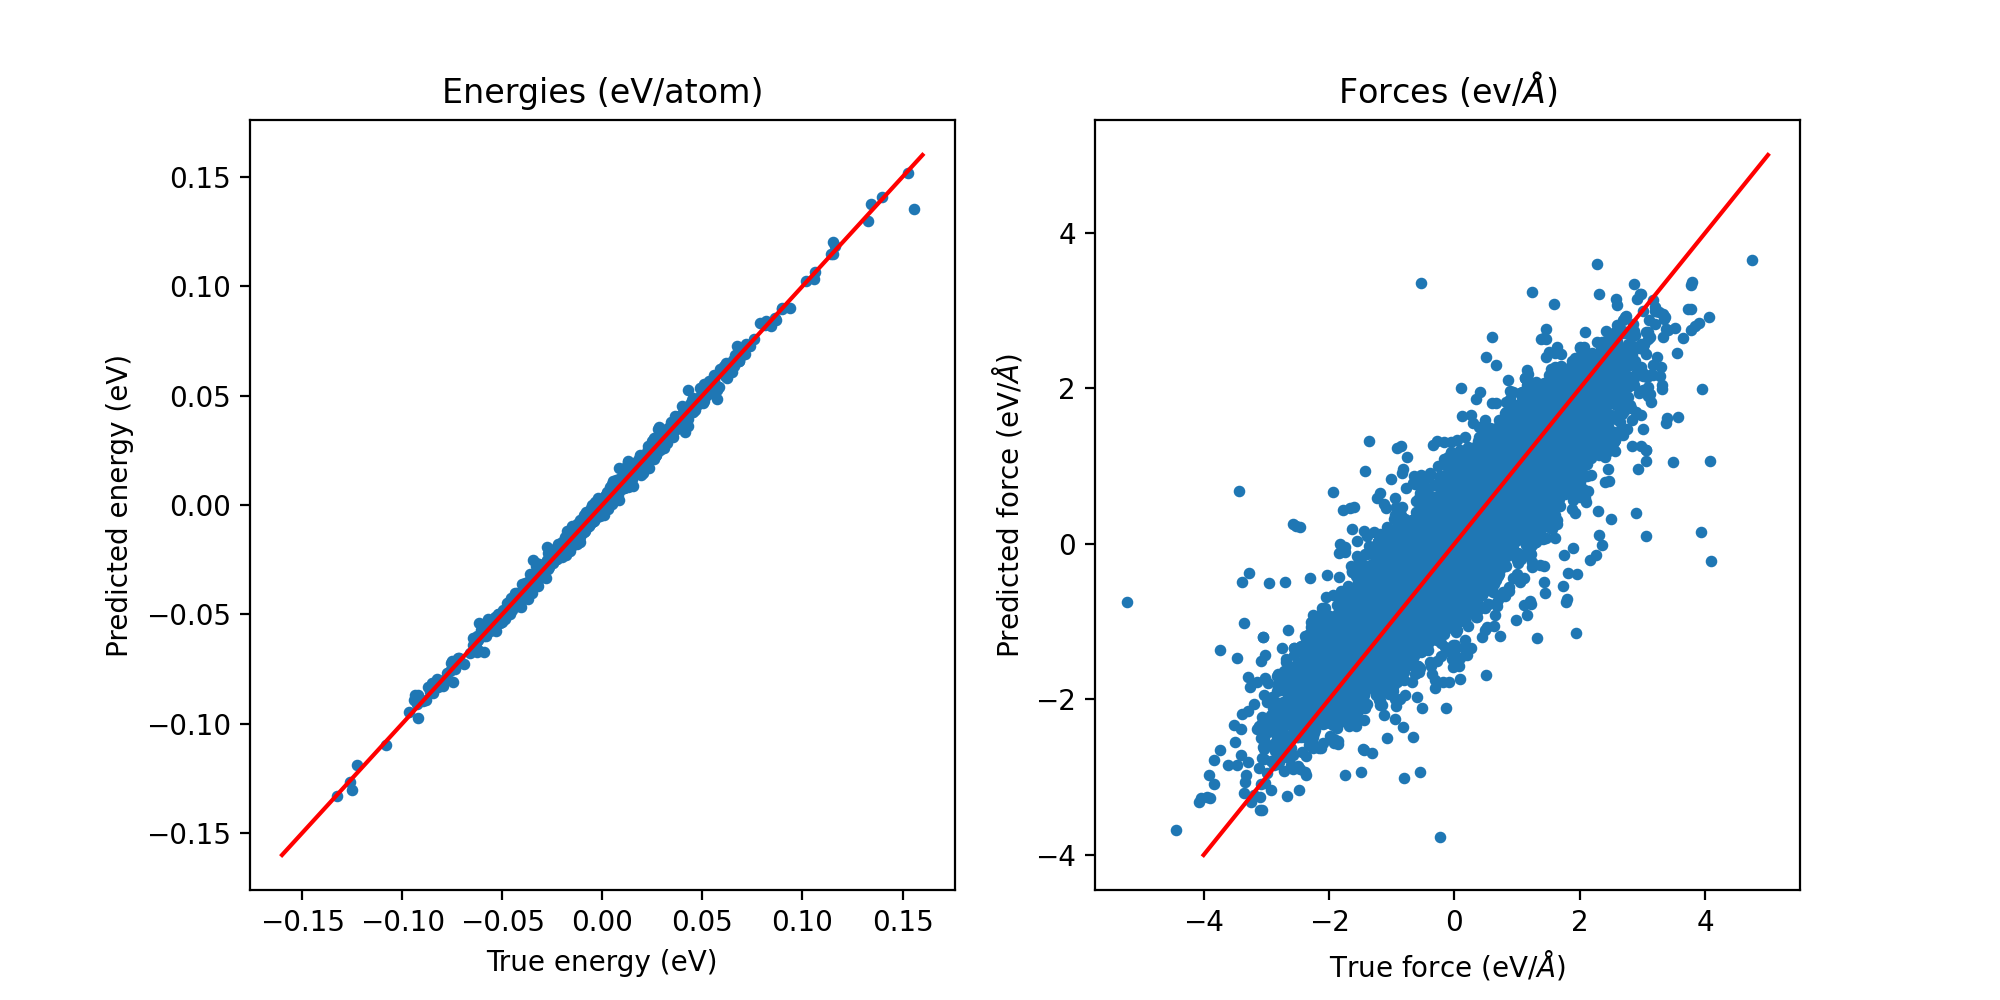 Energies (eV/atom)
0.15
0.10
0.05
0.00
−0.05
−0.10
−0.15
Predicted energy (eV)
−0.15 −0.10 −0.05 0.00 0.05 0.10 0.15
True energy (eV)
Forces (ev/Å)
4
2
0
−2
−4
Predicted force (eV/Å)
−4 −2 0 2 4
True force (eV/Å)